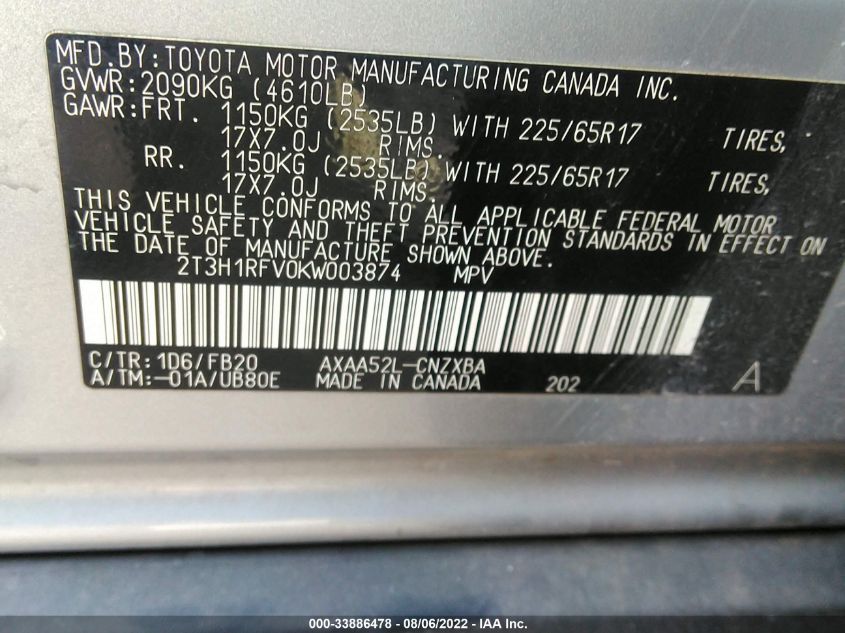 MFD.BY:TOYOTA MOTOR MANUFACTURING CANADA INC.
GVWR:2090KG (4610LB)
GAWR:FRT. 1150KG (2535LB) WITH 225/65R17 TIRES,
17X7.0J RIMS.
RR. 1150KG (2535LB) WITH 225/65R17 TIRES,
17X7.0J RIMS.
THIS VEHICLE CONFORMS TO ALL APPLICABLE FEDERAL MOTOR
VEHICLE SAFETY AND THEFT PREVENTION STANDARDS IN EFFECT ON
THE DATE OF MANUFACTURE SHOWN ABOVE.
2T3H1RFV0KW003874 MPV
C/TR:1D6/FB20 AXAA52L-CNZXBA
A/TM:-01A/UB80E MADE IN CANADA 202 A
000-33886478 - 08/06/2022 - IAA Inc.